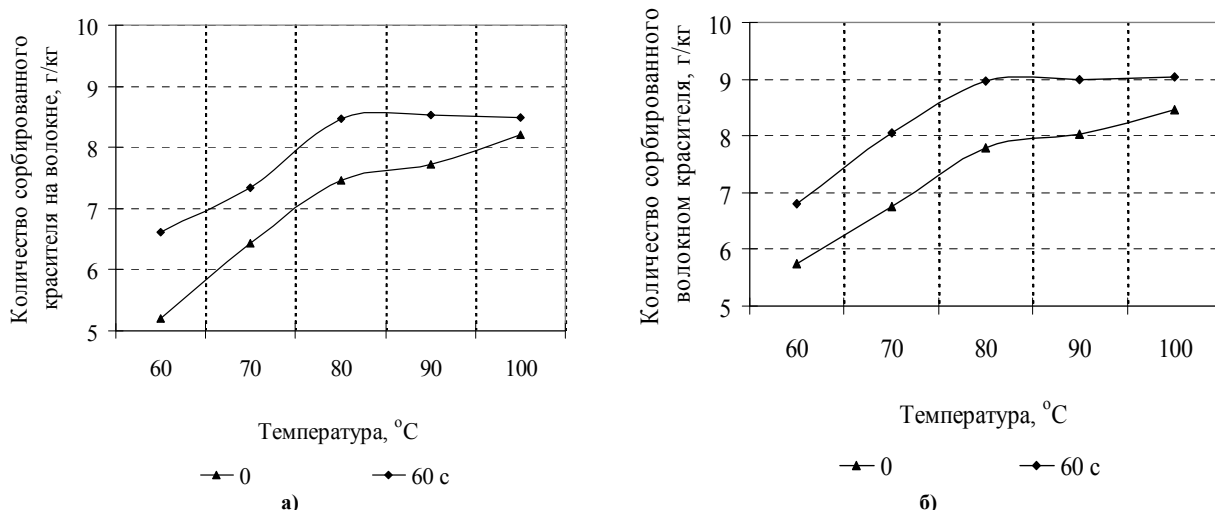 Количество сорбированного
красителя на волокне, г/кг
10
9
8
7
6
5
60 70 80 90 100
Температура, °С
0 60 с
а)
Количество сорбированного
волокном красителя, г/кг
10
9
8
7
6
5
60 70 80 90 100
Температура, °С
0 60 с
б)